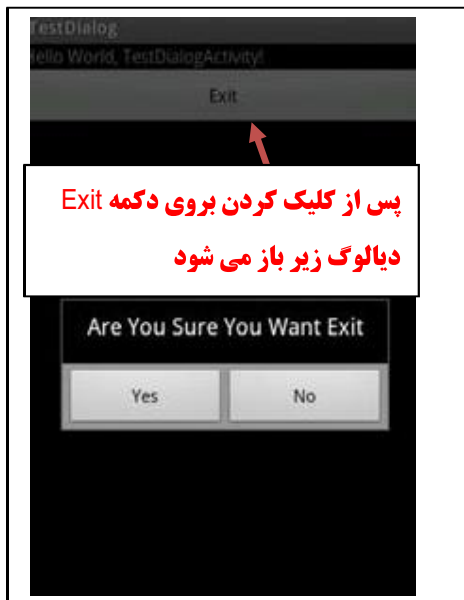 TestDialog
Hello World, TestDialogActivity!
Exit
پس از کلیک کردن بروی دکمه Exit
دیالوگ زیر باز می شود
Are You Sure You Want Exit
Yes
No